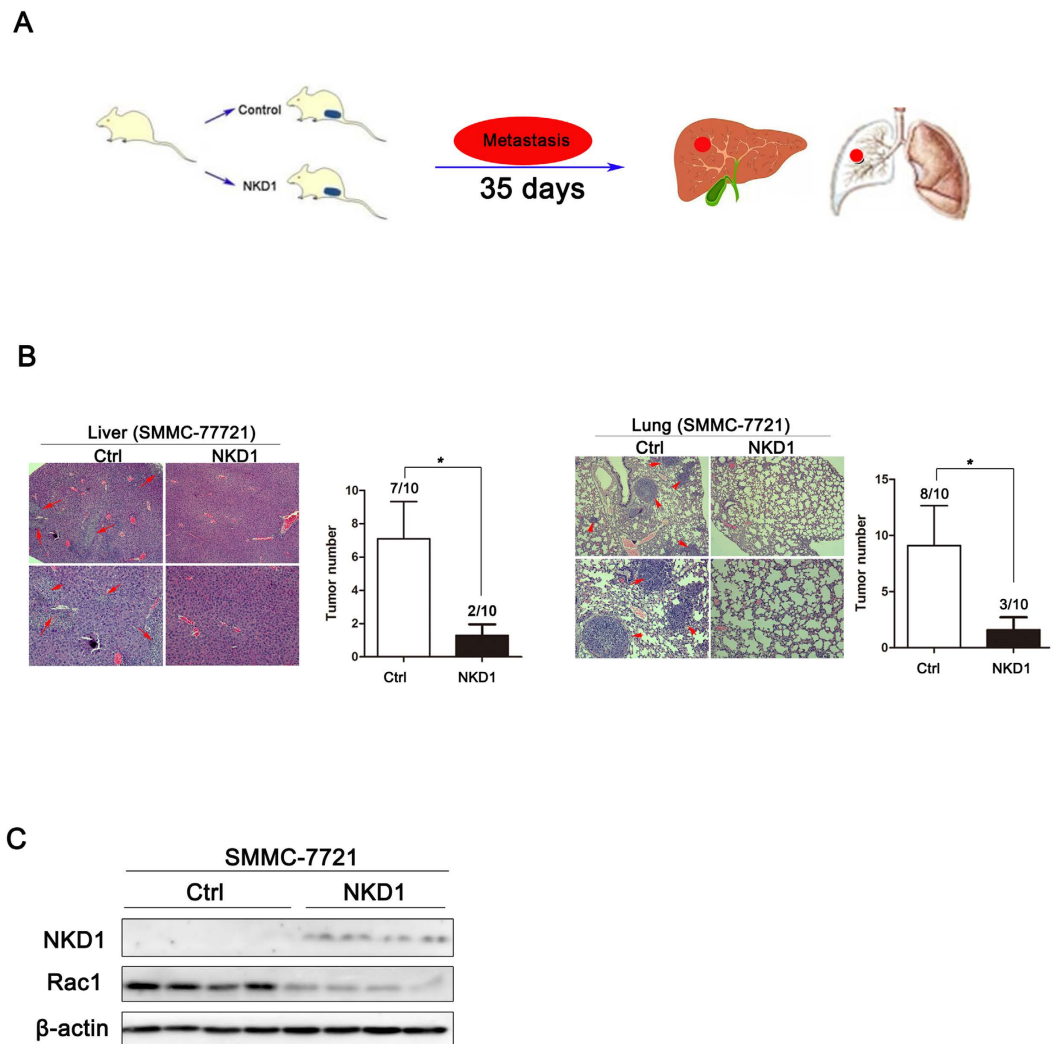 A
Control
NKD1
Metastasis
35 days
B
Liver (SMMC-77721)
Ctrl NKD1
10
8
6
4
2
0
Tumor number
7/10
*
2/10
Ctrl NKD1
Lung (SMMC-7721)
Ctrl NKD1
15
10
5
0
Tumor number
8/10
*
3/10
Ctrl NKD1
C
SMMC-7721
Ctrl NKD1
NKD1
Rac1
β-actin